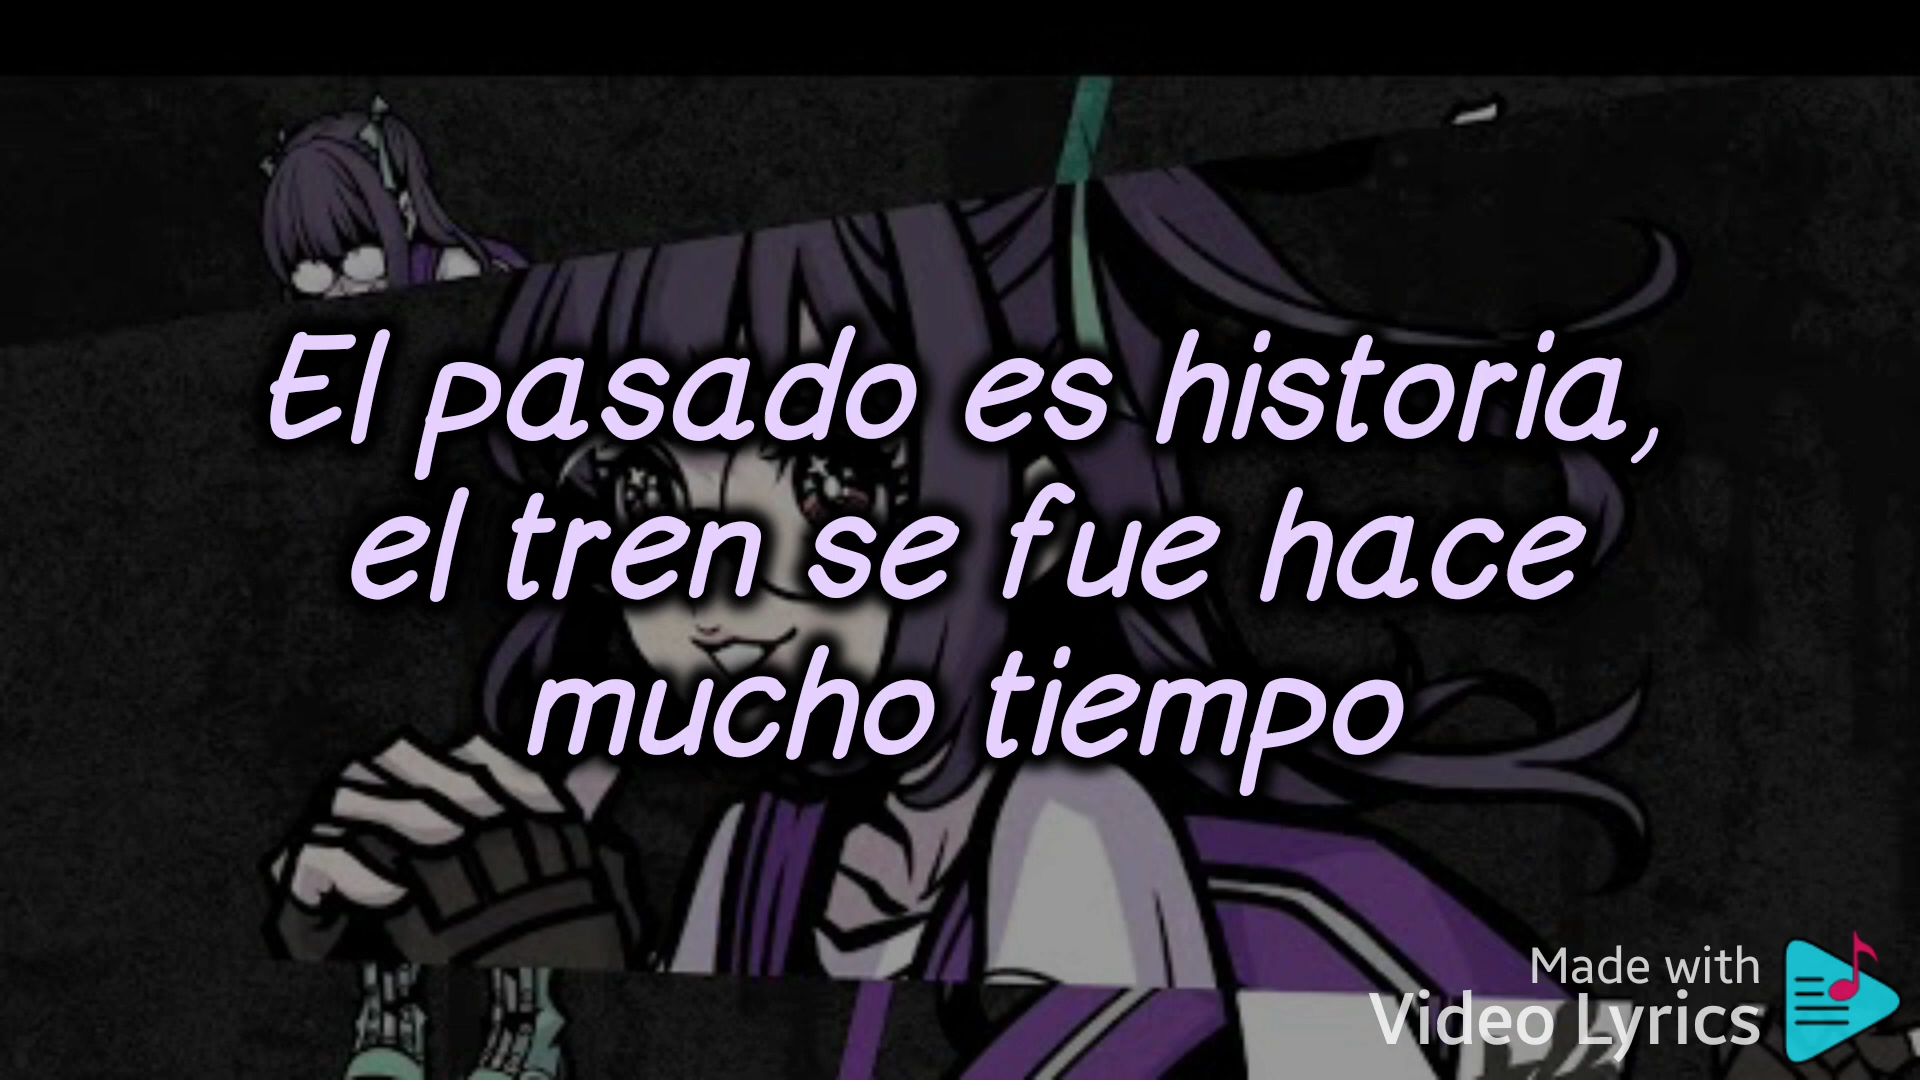 El pasado es historia,
el tren se fue hace
mucho tiempo
Made with
Video Lyrics